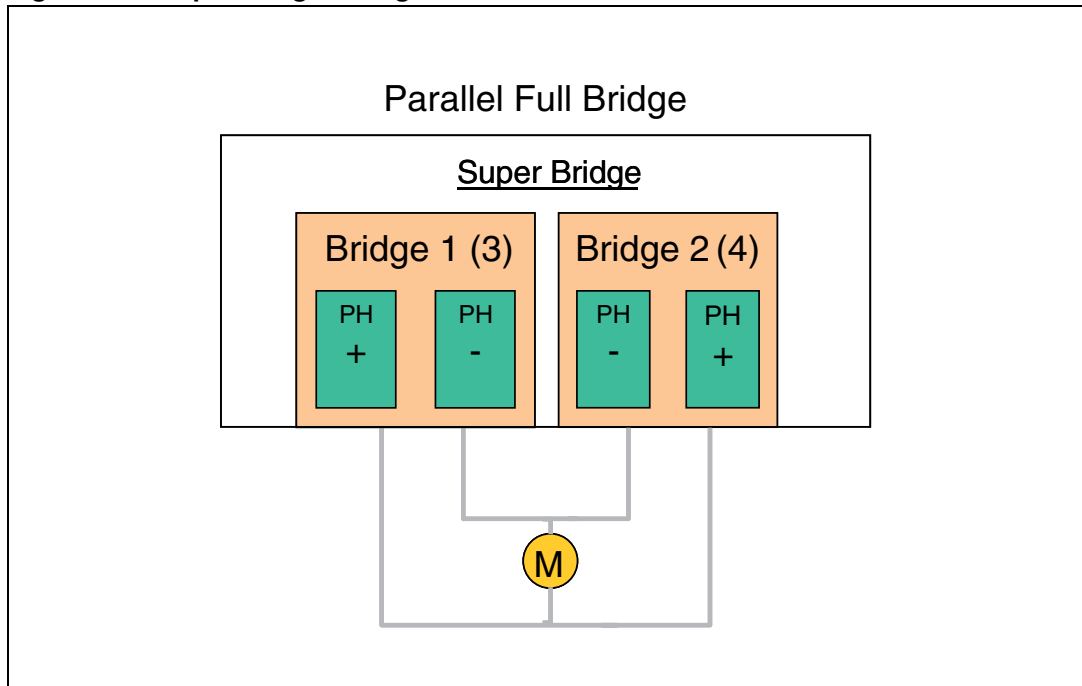 Parallel Full Bridge
Super Bridge
Bridge 1 (3)
Bridge 2 (4)
PH
+
PH
-
PH
-
PH
+
M